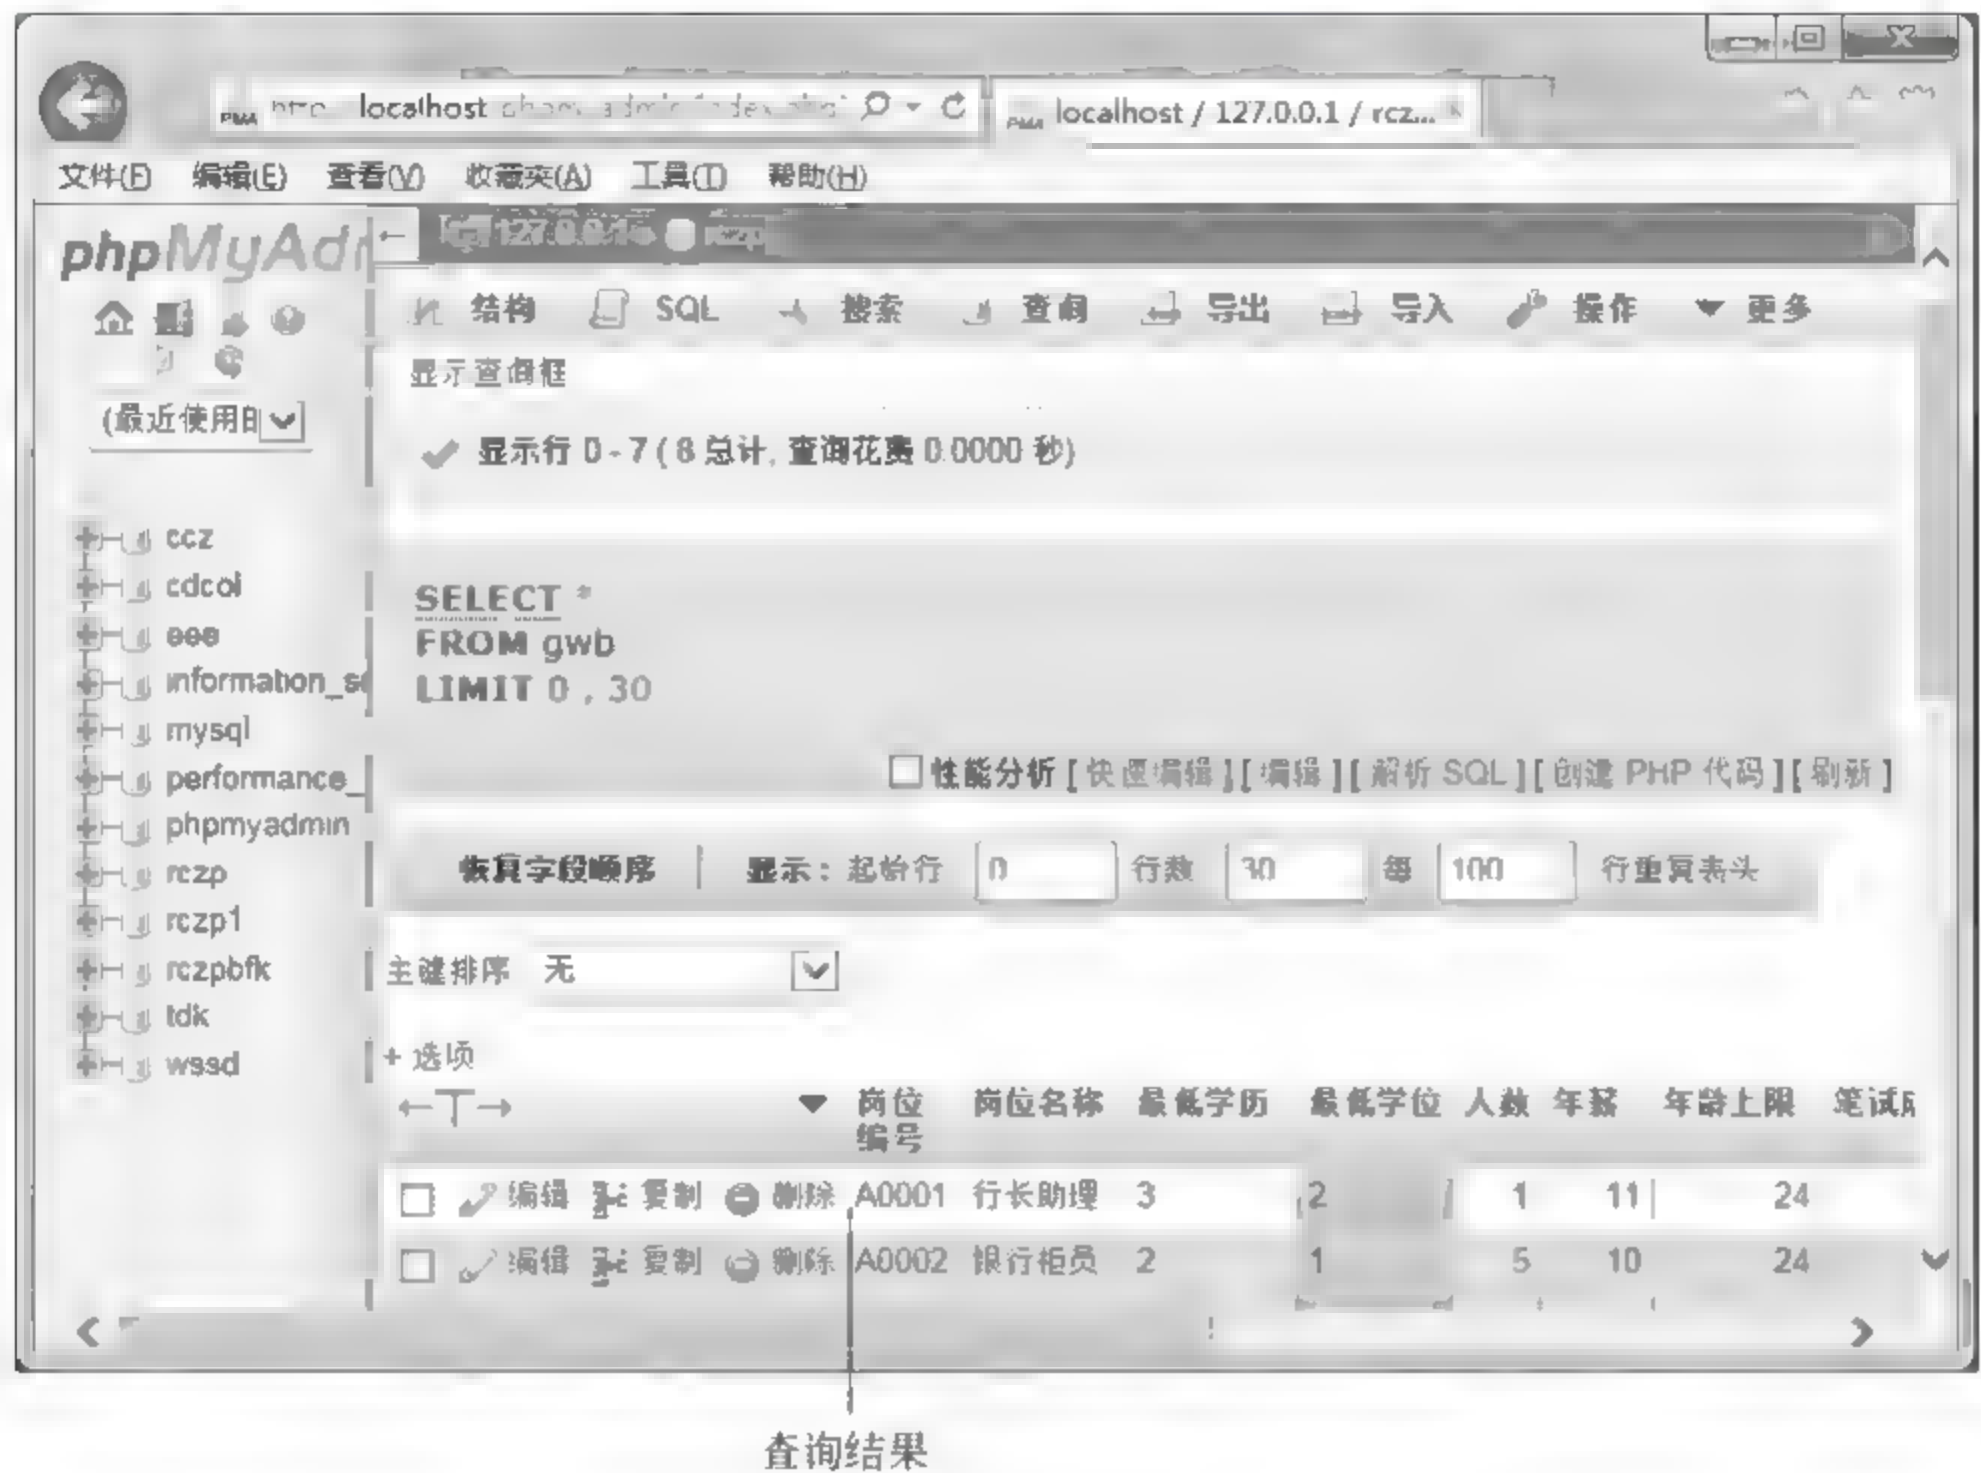 localhost
localhost / 127.0.0.1 / rcz...
文件(F) 编辑(E) 查看(V) 收藏夹(A) 工具(T) 帮助(H)
phpMyAdm
127.0.0.1 rczp
结构 SQL 搜索 查询 导出 导入 操作 更多
显示查询框
(最近使用的
显示行 0 - 7 ( 8 总计, 查询花费 0.0000 秒)
ccz
cdcol
eee
information_s
mysql
performance_
phpmyadmin
rczp
rczp1
rczpbfk
tdk
wssd
SELECT *
FROM gwb
LIMIT 0 , 30
性能分析 [ 快速编辑 ] [ 编辑 ] [ 解析 SQL ] [ 创建 PHP 代码 ] [ 刷新 ]
恢复字段顺序 显示 : 起始行 0 行数 30 每 100 行重复表头
主键排序 无
+ 选项
←T→ 岗位编号 岗位名称 最低学历 最低学位 人数 年薪 年龄上限 笔试成
编辑 复制 删除 A0001 行长助理 3 2 1 11 24
编辑 复制 删除 A0002 银行柜员 2 1 5 10 24
查询结果